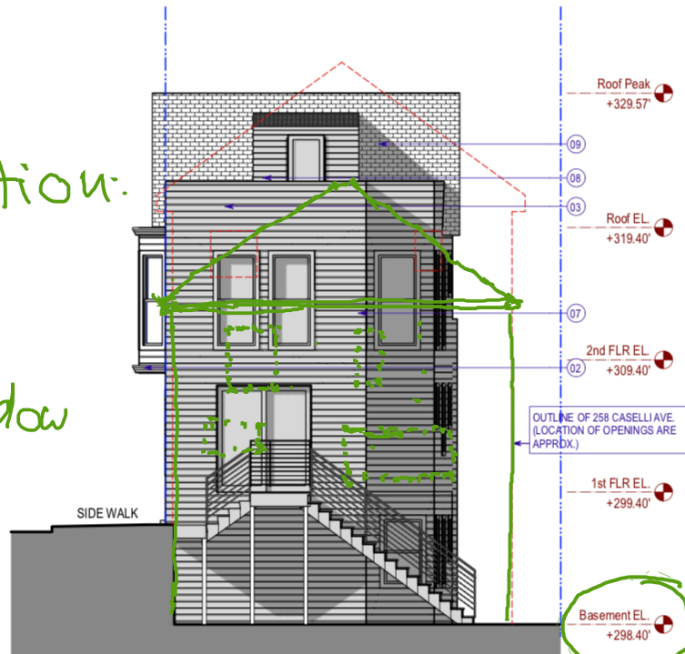 Roof Peak
+329.57'
09
08
03
Roof EL.
+319.40'
07
2nd FLR EL.
+309.40'
02
OUTLINE OF 258 CASELLI AVE.
(LOCATION OF OPENINGS ARE
APPROX.)
1st FLR EL.
+299.40'
SIDE WALK
Basement EL.
+298.40'